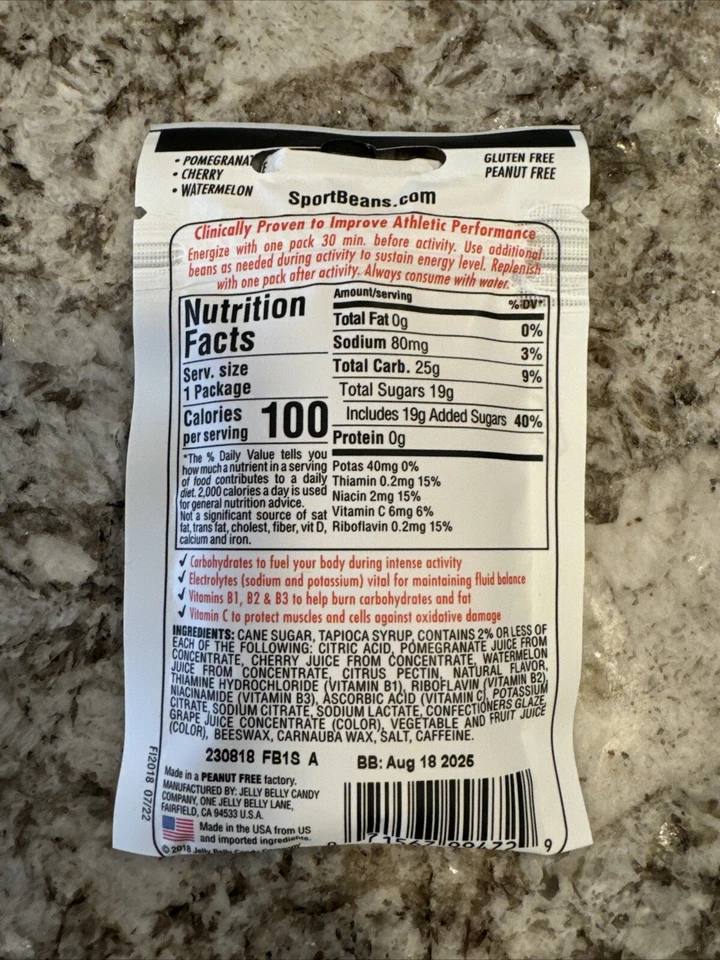 • POMEGRANAT
• CHERRY
• WATERMELON
GLUTEN FREE
PEANUT FREE
SportBeans.com
Clinically Proven to Improve Athletic Performance
Energize with one pack 30 min. before activity. Use additional
beans as needed during activity to sustain energy level. Replenish
with one pack after activity. Always consume with water.
Nutrition
Facts
Serv. size
1 Package
Calories
per serving 100
*The % Daily Value tells you
how much a nutrient in a serving
of food contributes to a daily
diet. 2,000 calories a day is used
for general nutrition advice.
Not a significant source of sat
fat, trans fat, cholest, fiber, vit D,
calcium and iron.
Amount/serving %DV*
Total Fat 0g 0%
Sodium 80mg 3%
Total Carb. 25g 9%
Total Sugars 19g
Includes 19g Added Sugars 40%
Protein 0g
Potas 40mg 0%
Thiamin 0.2mg 15%
Niacin 2mg 15%
Vitamin C 6mg 6%
Riboflavin 0.2mg 15%
✓ Carbohydrates to fuel your body during intense activity
✓ Electrolytes (sodium and potassium) vital for maintaining fluid balance
✓ Vitamins B1, B2 & B3 to help burn carbohydrates and fat
✓ Vitamin C to protect muscles and cells against oxidative damage
INGREDIENTS: CANE SUGAR, TAPIOCA SYRUP, CONTAINS 2% OR LESS OF
EACH OF THE FOLLOWING: CITRIC ACID, POMEGRANATE JUICE FROM
CONCENTRATE, CHERRY JUICE FROM CONCENTRATE, WATERMELON
JUICE FROM CONCENTRATE, CITRUS PECTIN, NATURAL FLAVOR,
THIAMINE HYDROCHLORIDE (VITAMIN B1), RIBOFLAVIN (VITAMIN B2),
NIACINAMIDE (VITAMIN B3), ASCORBIC ACID (VITAMIN C), POTASSIUM
CITRATE, SODIUM CITRATE, SODIUM LACTATE, CONFECTIONERS GLAZE,
GRAPE JUICE CONCENTRATE (COLOR), VEGETABLE AND FRUIT JUICE
(COLOR), BEESWAX, CARNAUBA WAX, SALT, CAFFEINE.
230818 FB1S A BB: Aug 18 2025
FI2018 07/22
Made in a PEANUT FREE factory.
MANUFACTURED BY: JELLY BELLY CANDY
COMPANY, ONE JELLY BELLY LANE,
FAIRFIELD, CA 94533 U.S.A.
Made in the USA from US
and imported ingredients.
© 2018 Jelly Belly Candy
9